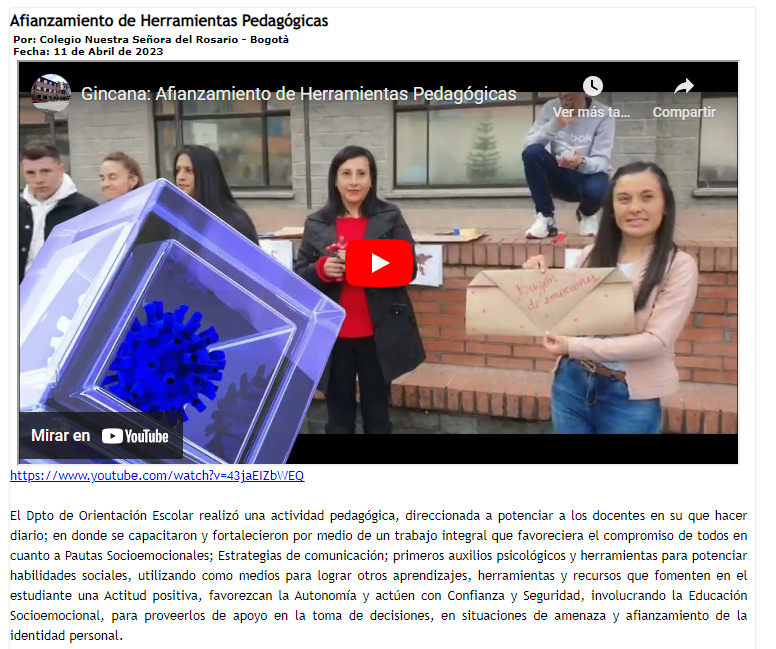 Afianzamiento de Herramientas Pedagógicas
Por: Colegio Nuestra Señora del Rosario - Bogotà
Fecha: 11 de Abril de 2023
Gincana: Afianzamiento de Herramientas Pedagógicas
Ver más ta...
Compartir
Buzón
de emociones
Mirar en YouTube
https://www.youtube.com/watch?v=43jaEIZbWEQ
El Dpto de Orientación Escolar realizó una actividad pedagógica, direccionada a potenciar a los docentes en su que hacer
diario; en donde se capacitaron y fortalecieron por medio de un trabajo integral que favoreciera el compromiso de todos en
cuanto a Pautas Socioemocionales; Estrategias de comunicación; primeros auxilios psicológicos y herramientas para potenciar
habilidades sociales, utilizando como medios para lograr otros aprendizajes, herramientas y recursos que fomenten en el
estudiante una Actitud positiva, favorezcan la Autonomía y actúen con Confianza y Seguridad, involucrando la Educación
Socioemocional, para proveerlos de apoyo en la toma de decisiones, en situaciones de amenaza y afianzamiento de la
identidad personal.